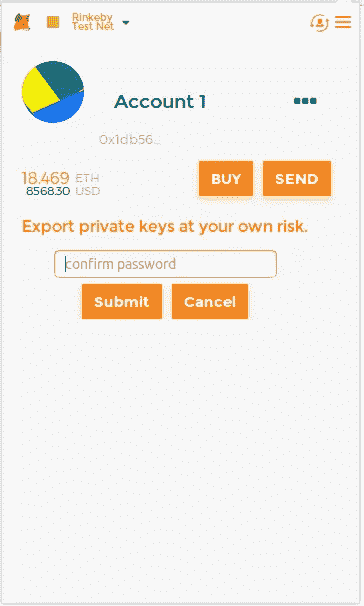 Rinkeby
Test Net
Account 1
0x1db56...
18.469 ETH
8568.30 USD
BUY
SEND
Export private keys at your own risk.
confirm password
Submit
Cancel